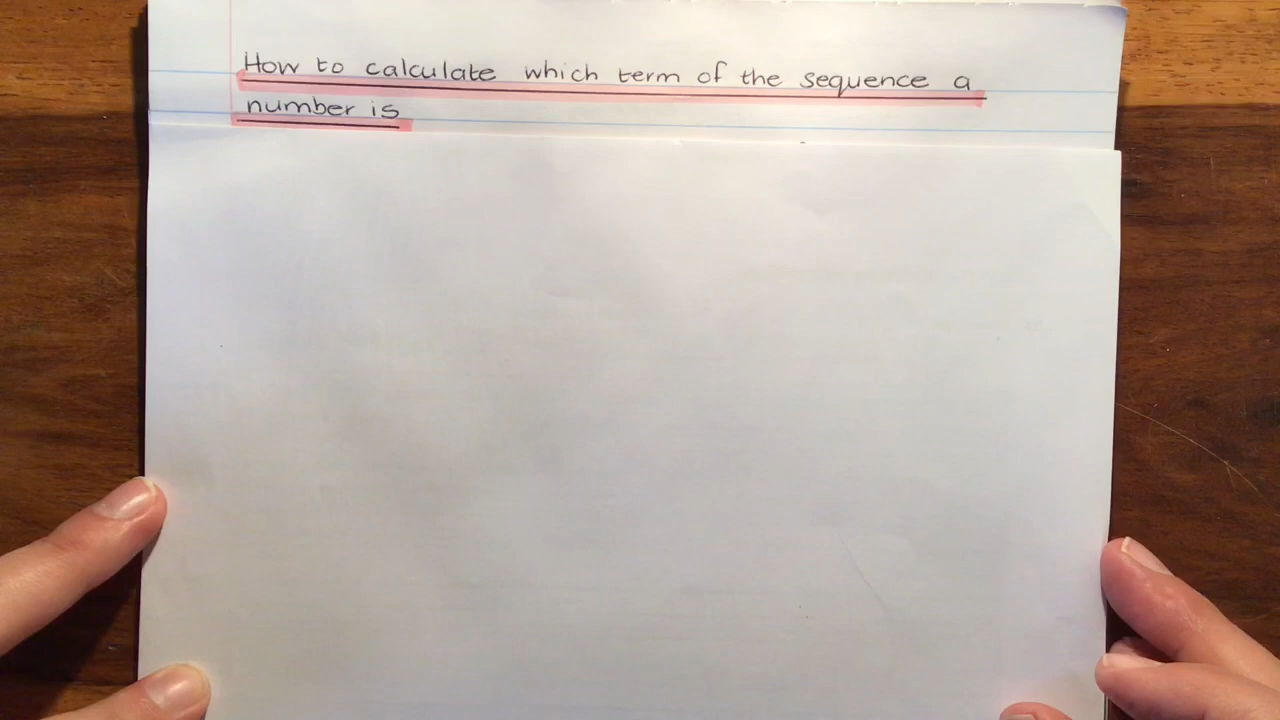 How to calculate which term of the sequence a
number is